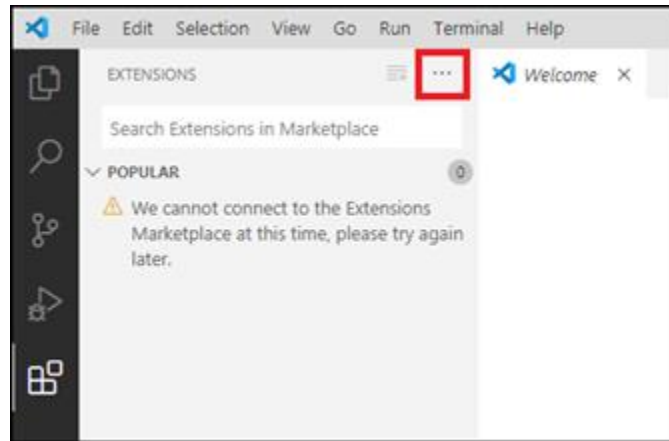 File Edit Selection View Go Run Terminal Help
EXTENSIONS
Welcome
Search Extensions in Marketplace
POPULAR 0
We cannot connect to the Extensions
Marketplace at this time, please try again
later.